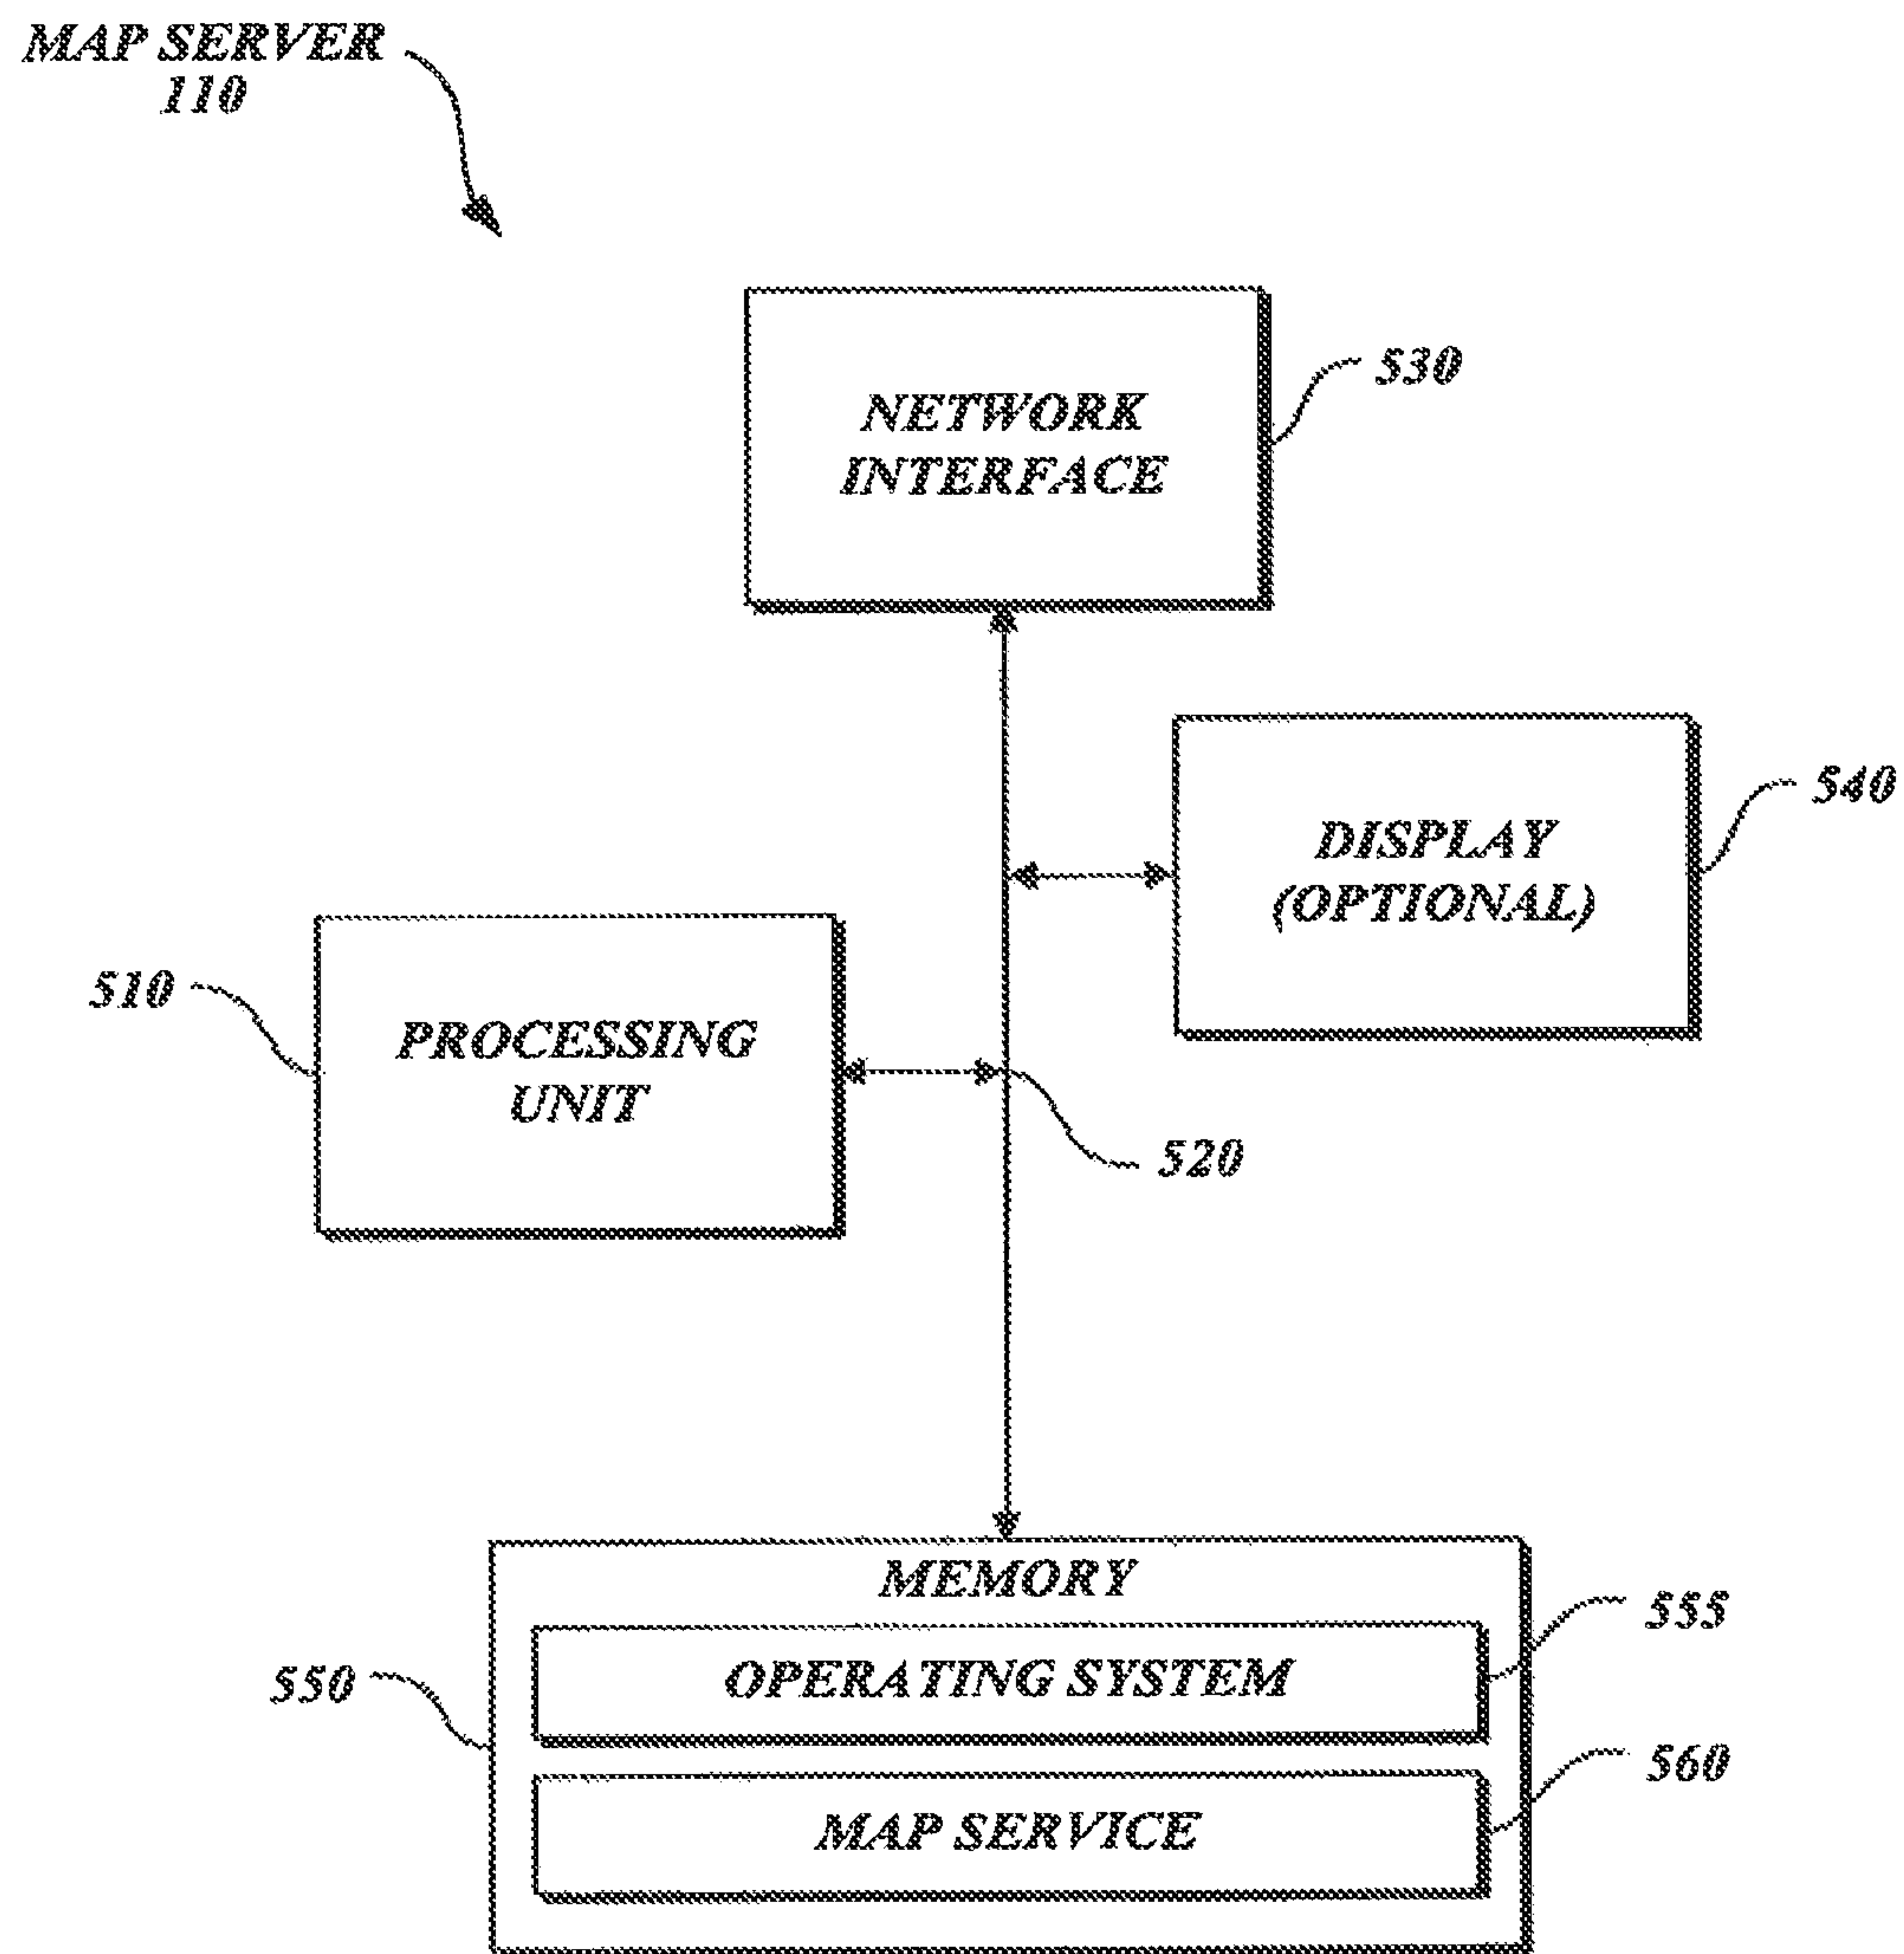 MAP SERVER
110
NETWORK
INTERFACE
530
DISPLAY
(OPTIONAL)
540
510
PROCESSING
UNIT
520
MEMORY
550
OPERATING SYSTEM
555
MAP SERVICE
560